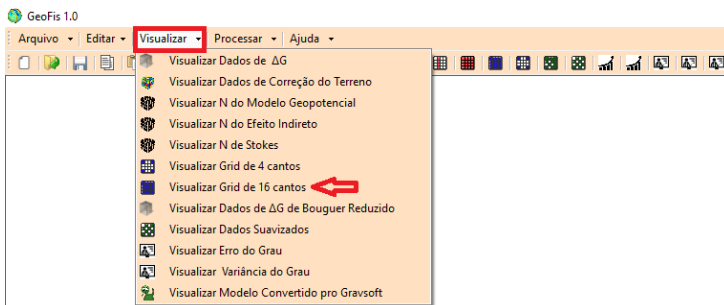 GeoFis 1.0
Arquivo Editar Visualizar Processar Ajuda
Visualizar Dados de ΔG
Visualizar Dados de Correção do Terreno
Visualizar N do Modelo Geopotencial
Visualizar N do Efeito Indireto
Visualizar N de Stokes
Visualizar Grid de 4 cantos
Visualizar Grid de 16 cantos
Visualizar Dados de ΔG de Bouguer Reduzido
Visualizar Dados Suavizados
Visualizar Erro do Grau
Visualizar Variância do Grau
Visualizar Modelo Convertido pro Gravsoft